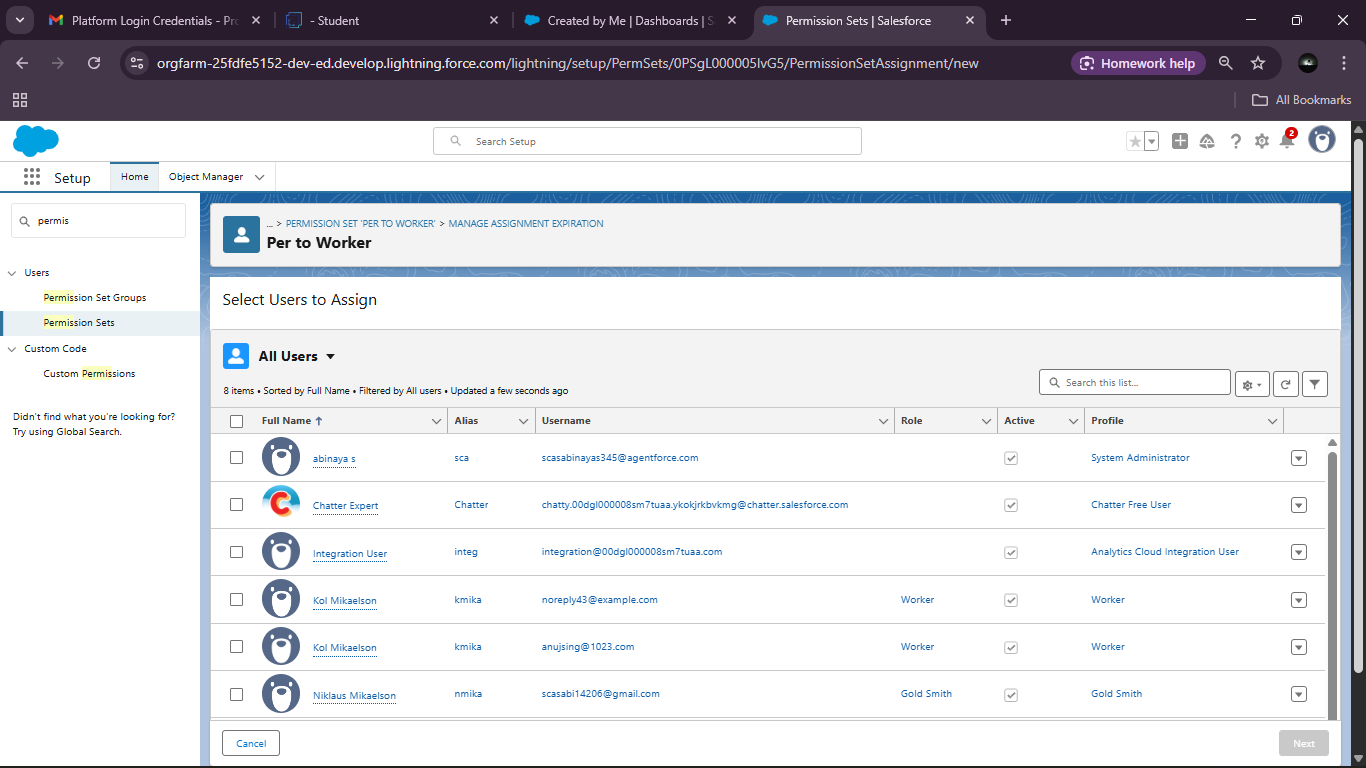 Platform Login Credentials - Pro
- Student
Created by Me | Dashboards | S
Permission Sets | Salesforce
orgfarm-25fdfe5152-dev-ed.develop.lightning.force.com/lightning/setup/PermSets/0PSgL000005lvG5/PermissionSetAssignment/new
Homework help
All Bookmarks
Search Setup
2
Setup
Home
Object Manager
permis
Users
Permission Set Groups
Permission Sets
Custom Code
Custom Permissions
Didn't find what you're looking for?
Try using Global Search.
... > PERMISSION SET 'PER TO WORKER' > MANAGE ASSIGNMENT EXPIRATION
Per to Worker
Select Users to Assign
All Users
8 items • Sorted by Full Name • Filtered by All users • Updated a few seconds ago
Search this list...
Full Name Alias Username Role Active Profile
abinaya s sca scasabinayas345@agentforce.com System Administrator
Chatter Expert Chatter chatty.00dgl000008sm7tuaa.ykokjrkbvkmg@chatter.salesforce.com Chatter Free User
Integration User integ integration@00dgl000008sm7tuaa.com Analytics Cloud Integration User
Kol Mikaelson kmika noreply43@example.com Worker Worker
Kol Mikaelson kmika anujsing@1023.com Worker Worker
Niklaus Mikaelson nmika scasabi14206@gmail.com Gold Smith Gold Smith
Cancel
Next